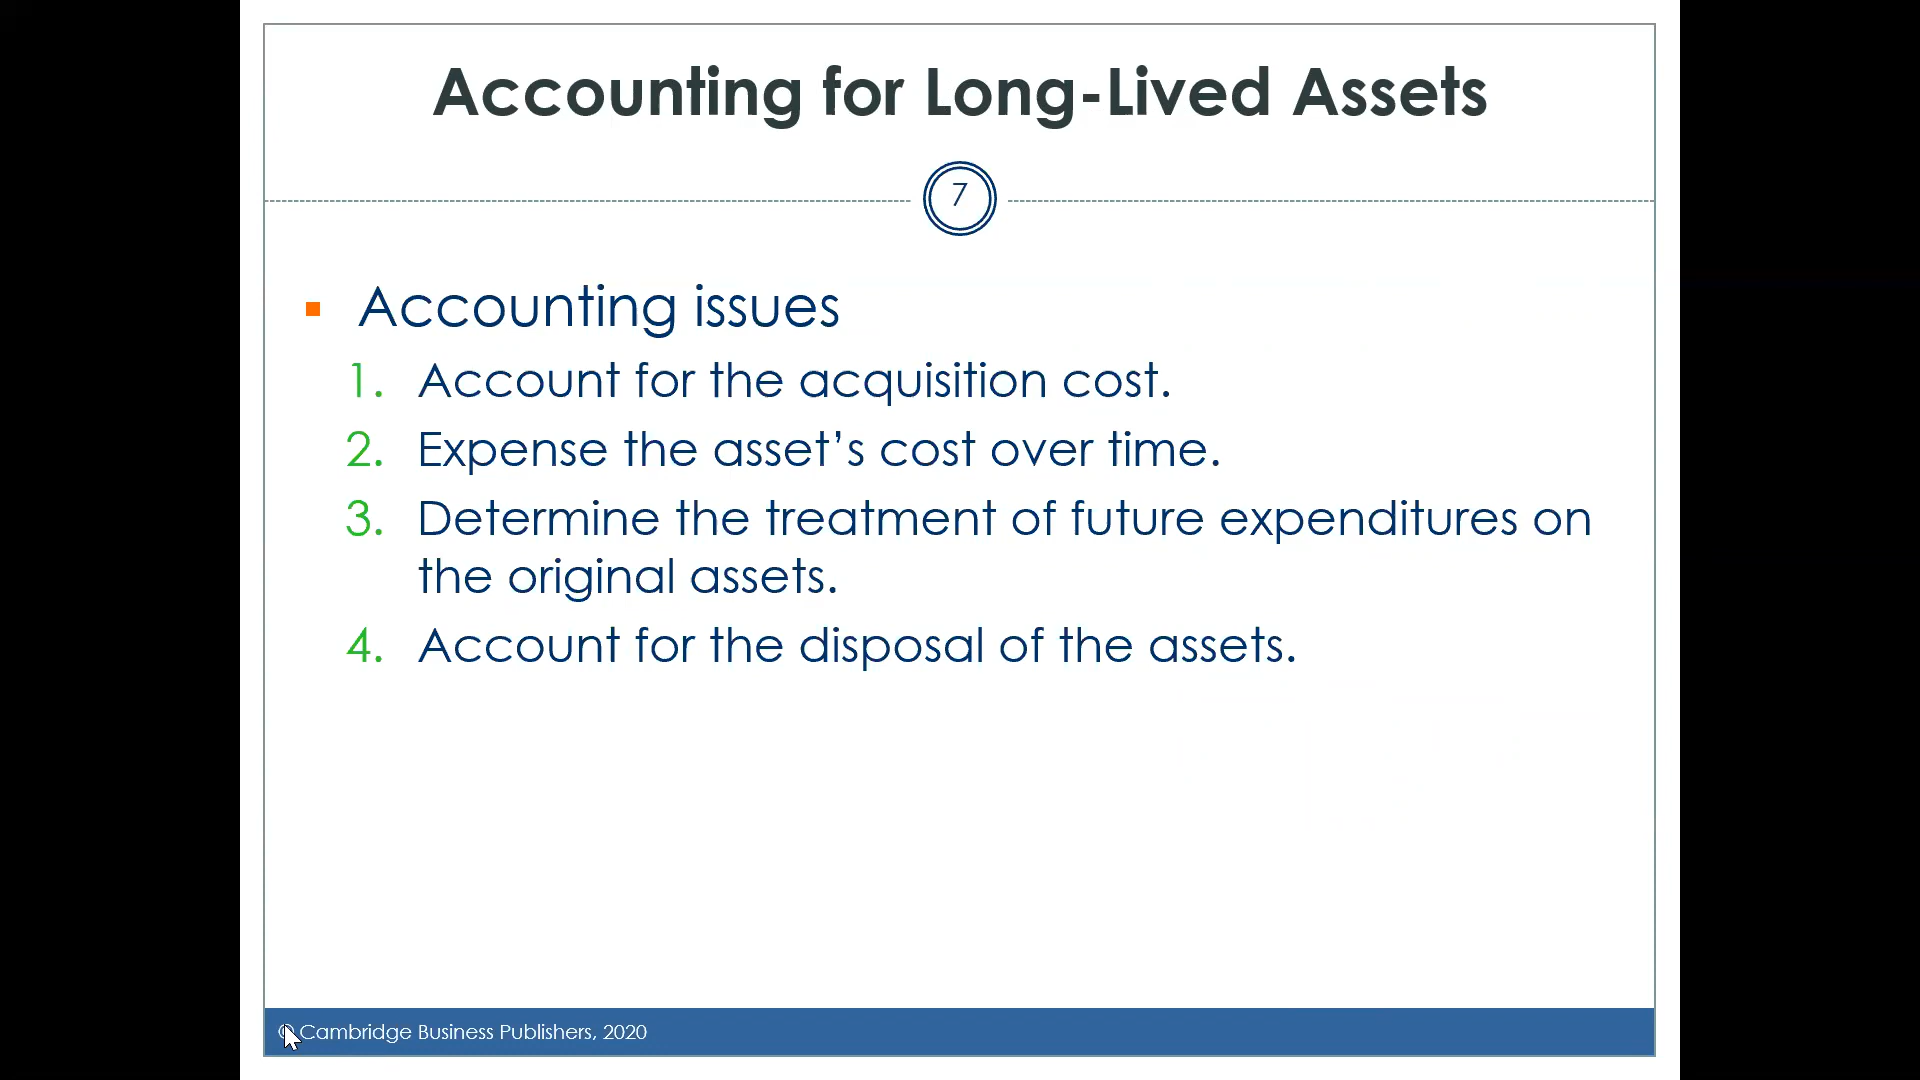 Accounting for Long-Lived Assets
7
▪ Accounting issues
1. Account for the acquisition cost.
2. Expense the asset’s cost over time.
3. Determine the treatment of future expenditures on
the original assets.
4. Account for the disposal of the assets.
© Cambridge Business Publishers, 2020